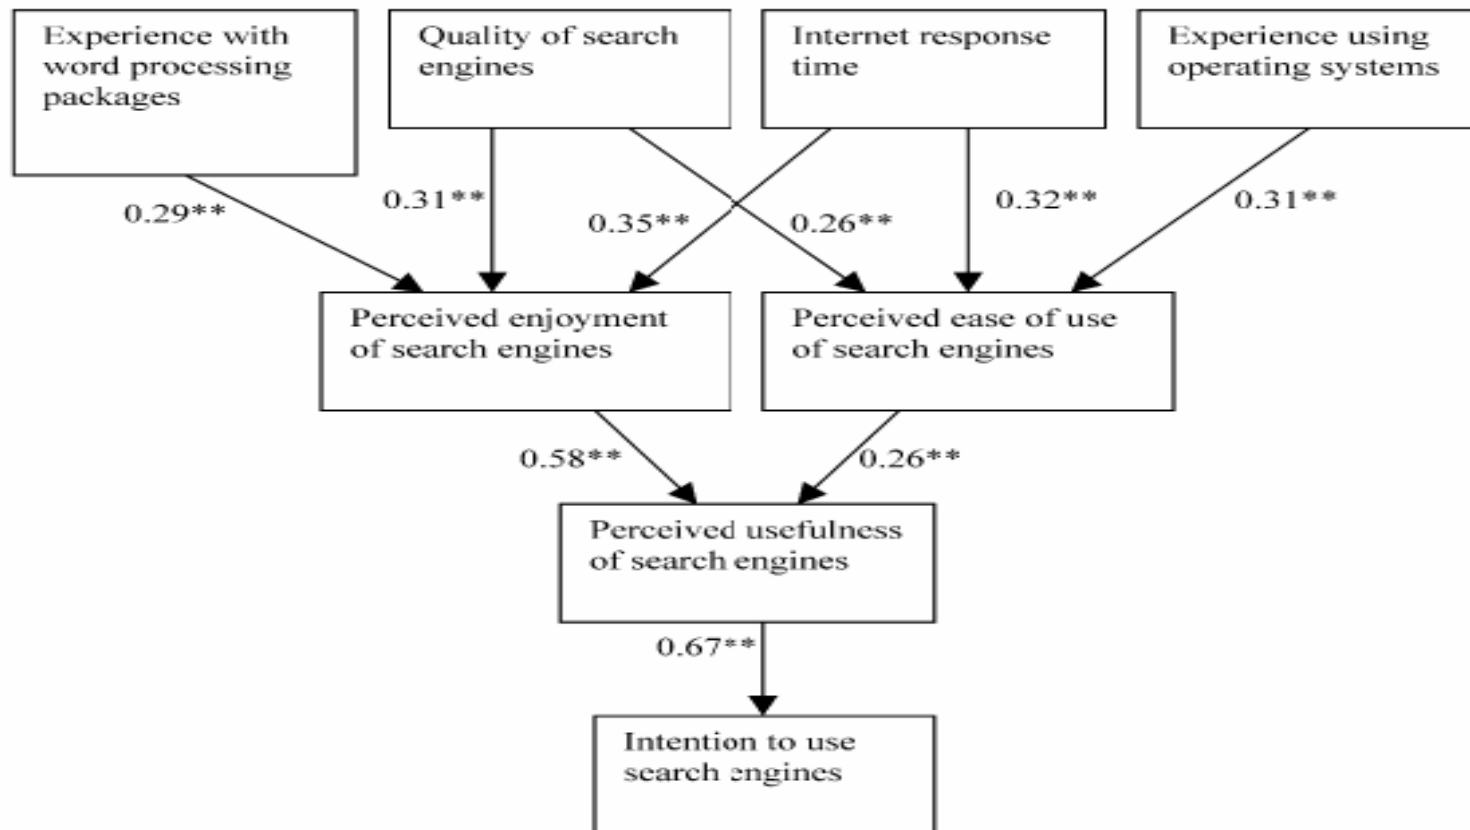 Experience with
word processing
packages
Quality of search
engines
Internet response
time
Experience using
operating systems
0.29**
0.31**
0.35**
0.26**
0.32**
0.31**
Perceived enjoyment
of search engines
Perceived ease of use
of search engines
0.58**
0.26**
Perceived usefulness
of search engines
0.67**
Intention to use
search engines